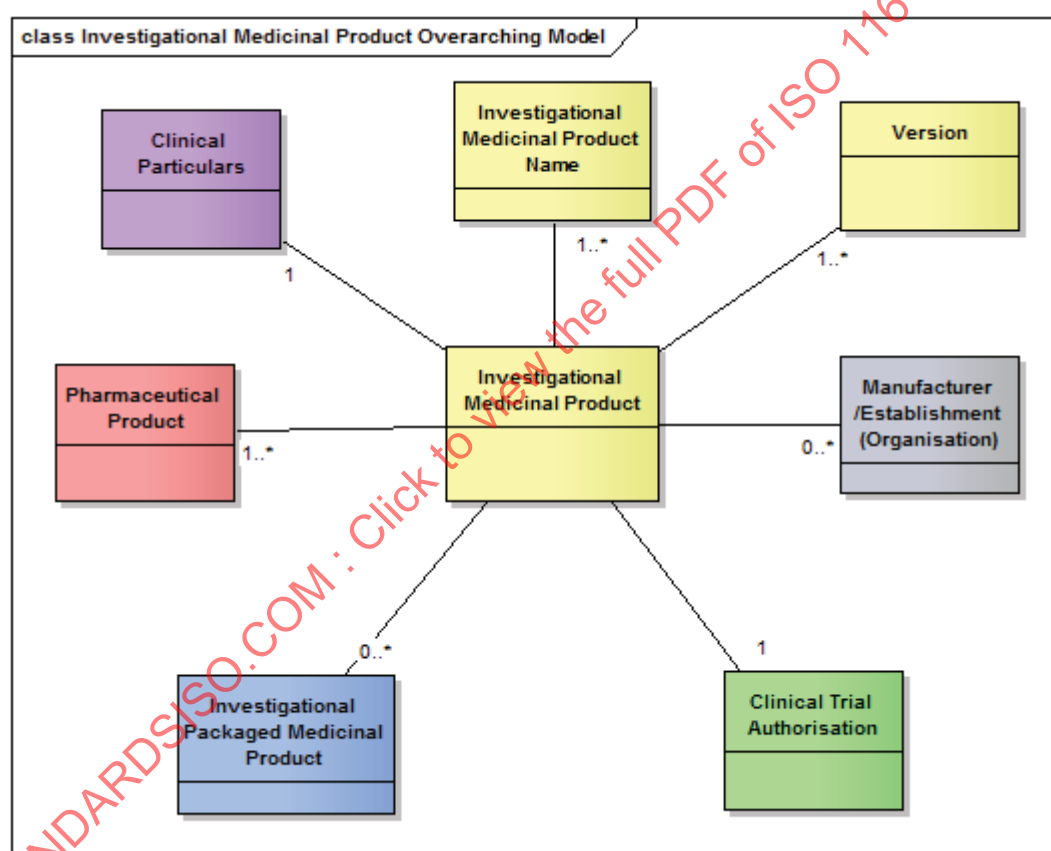 class Investigational Medicinal Product Overarching Model
Clinical
Particulars
Investigational
Medicinal Product
Name
Version
1
1..*
1..*
Pharmaceutical
Product
Investigational
Medicinal Product
Manufacturer
/Establishment
(Organisation)
1..*
0..*
0..*
1
Investigational
Packaged Medicinal
Product
Clinical Trial
Authorisation
NDARDSISO.COM : Click to view the full PDF of ISO 116